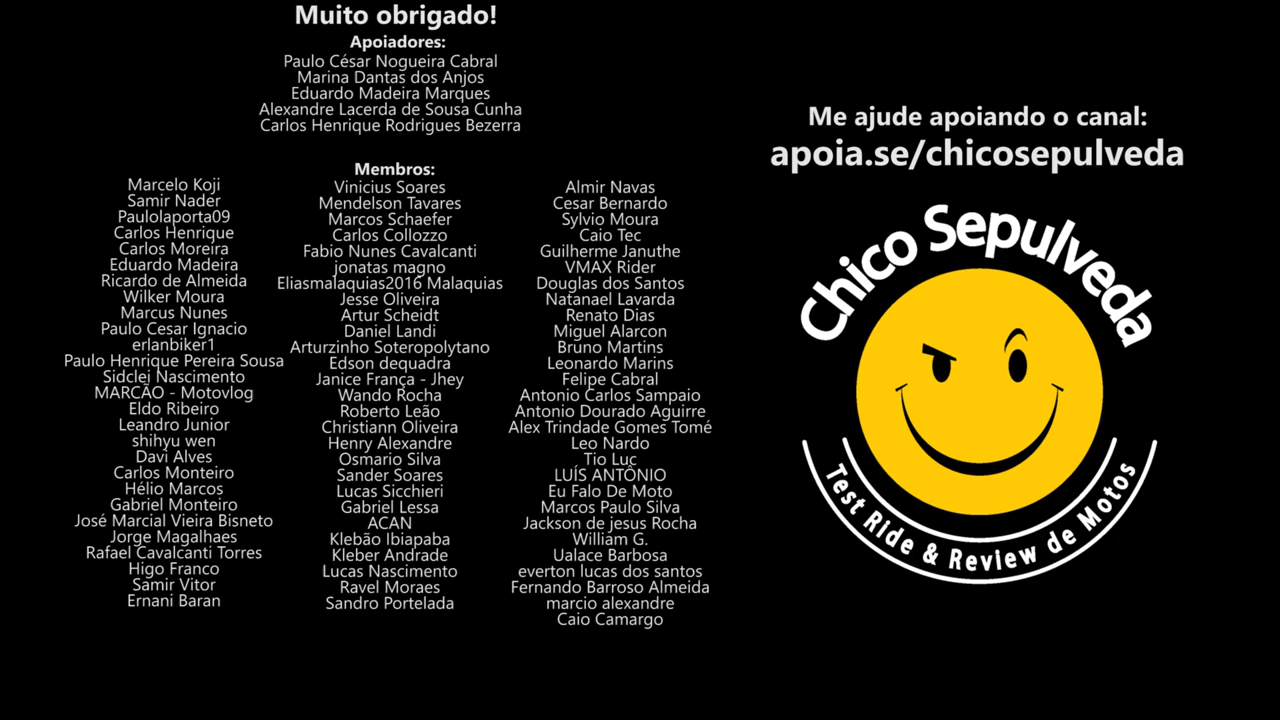 Muito obrigado!
Apoiadores:
Paulo César Nogueira Cabral
Marina Dantas dos Anjos
Eduardo Madeira Marques
Alexandre Lacerda de Sousa Cunha
Carlos Henrique Rodrigues Bezerra
Membros:
Marcelo Koji
Samir Nader
Paulolaporta09
Carlos Henrique
Carlos Moreira
Eduardo Madeira
Ricardo de Almeida
Wilker Moura
Marcus Nunes
Paulo Cesar Ignacio
erlanbiker1
Paulo Henrique Pereira Sousa
Sidclei Nascimento
MARCÃO - Motovlog
Eldo Ribeiro
Leandro Junior
shihyu wen
Davi Alves
Carlos Monteiro
Hélio Marcos
Gabriel Monteiro
José Marcial Vieira Bisneto
Jorge Magalhaes
Rafael Cavalcanti Torres
Higo Franco
Samir Vitor
Ernani Baran
Vinicius Soares
Mendelson Tavares
Marcos Schaefer
Carlos Collozzo
Fabio Nunes Cavalcanti
jonatas magno
Eliasmalaquias2016 Malaquias
Jesse Oliveira
Artur Scheidt
Daniel Landi
Arturzinho Soteropolytano
Edson dequadra
Janice França - Jhey
Wando Rocha
Roberto Leão
Christiann Oliveira
Henry Alexandre
Osmario Silva
Sander Soares
Lucas Sicchieri
Gabriel Lessa
ACAN
Klebão Ibiapaba
Kleber Andrade
Lucas Nascimento
Ravel Moraes
Sandro Portelada
Almir Navas
Cesar Bernardo
Sylvio Moura
Caio Tec
Guilherme Januthe
VMAX Rider
Douglas dos Santos
Natanael Lavarda
Renato Dias
Miguel Alarcon
Bruno Martins
Leonardo Marins
Felipe Cabral
Antonio Carlos Sampaio
Antonio Dourado Aguirre
Alex Trindade Gomes Tomé
Leo Nardo
Tio Luc
LUÍS ANTÔNIO
Eu Falo De Moto
Marcos Paulo Silva
Jackson de jesus Rocha
William G.
Ualace Barbosa
everton lucas dos santos
Fernando Barroso Almeida
marcio alexandre
Caio Camargo
Me ajude apoiando o canal:
apoia.se/chicosepulveda
Chico Sepulveda
Test Ride & Review de Motos